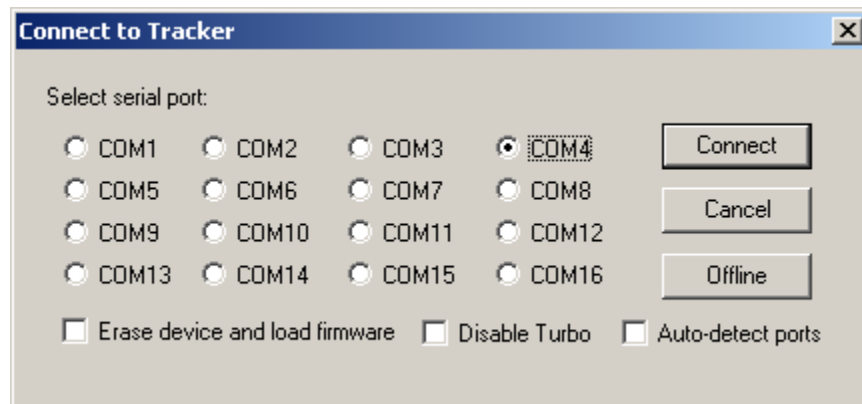 Connect to Tracker
Select serial port:
COM1 COM2 COM3 COM4 Connect
COM5 COM6 COM7 COM8
Cancel
COM9 COM10 COM11 COM12
COM13 COM14 COM15 COM16 Offline
Erase device and load firmware Disable Turbo Auto-detect ports